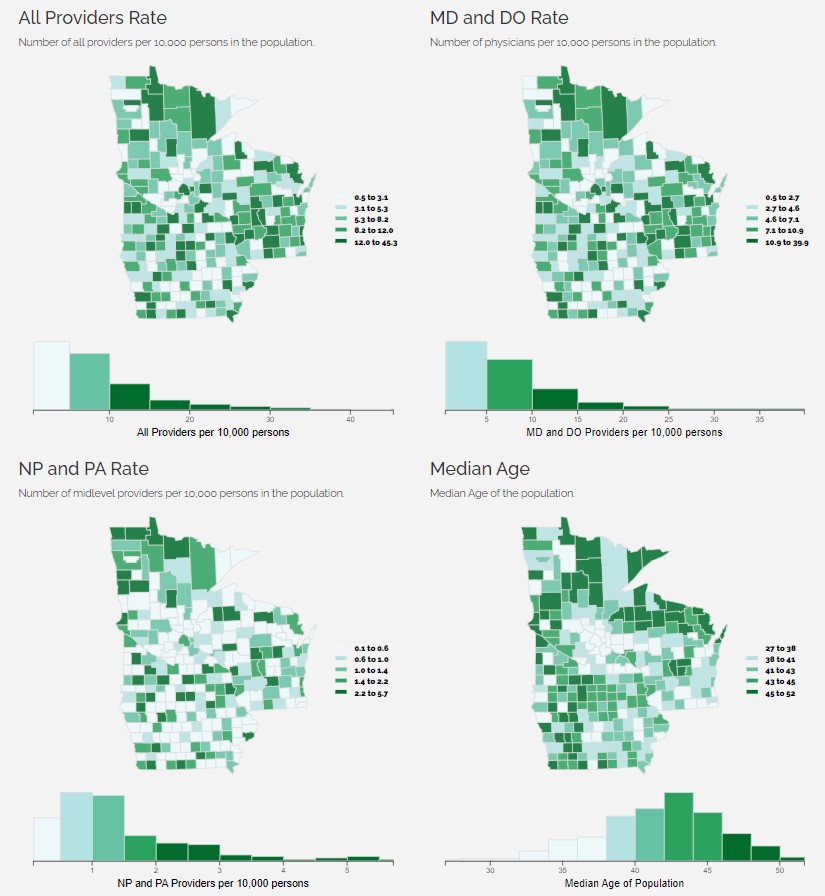 All Providers Rate
Number of all providers per 10,000 persons in the population.
0.5 to 3.1
3.1 to 5.3
5.3 to 8.2
8.2 to 12.0
12.0 to 45.3
10 20 30 40
All Providers per 10,000 persons
MD and DO Rate
Number of physicians per 10,000 persons in the population.
0.5 to 2.7
2.7 to 4.6
4.6 to 7.1
7.1 to 10.9
10.9 to 39.9
5 10 15 20 25 30 35
MD and DO Providers per 10,000 persons
NP and PA Rate
Number of midlevel providers per 10,000 persons in the population.
0.1 to 0.6
0.6 to 1.0
1.0 to 1.4
1.4 to 2.2
2.2 to 5.7
1 2 3 4 5
NP and PA Providers per 10,000 persons
Median Age
Median Age of the population.
27 to 38
38 to 41
41 to 43
43 to 45
45 to 52
30 35 40 45 50
Median Age of Population